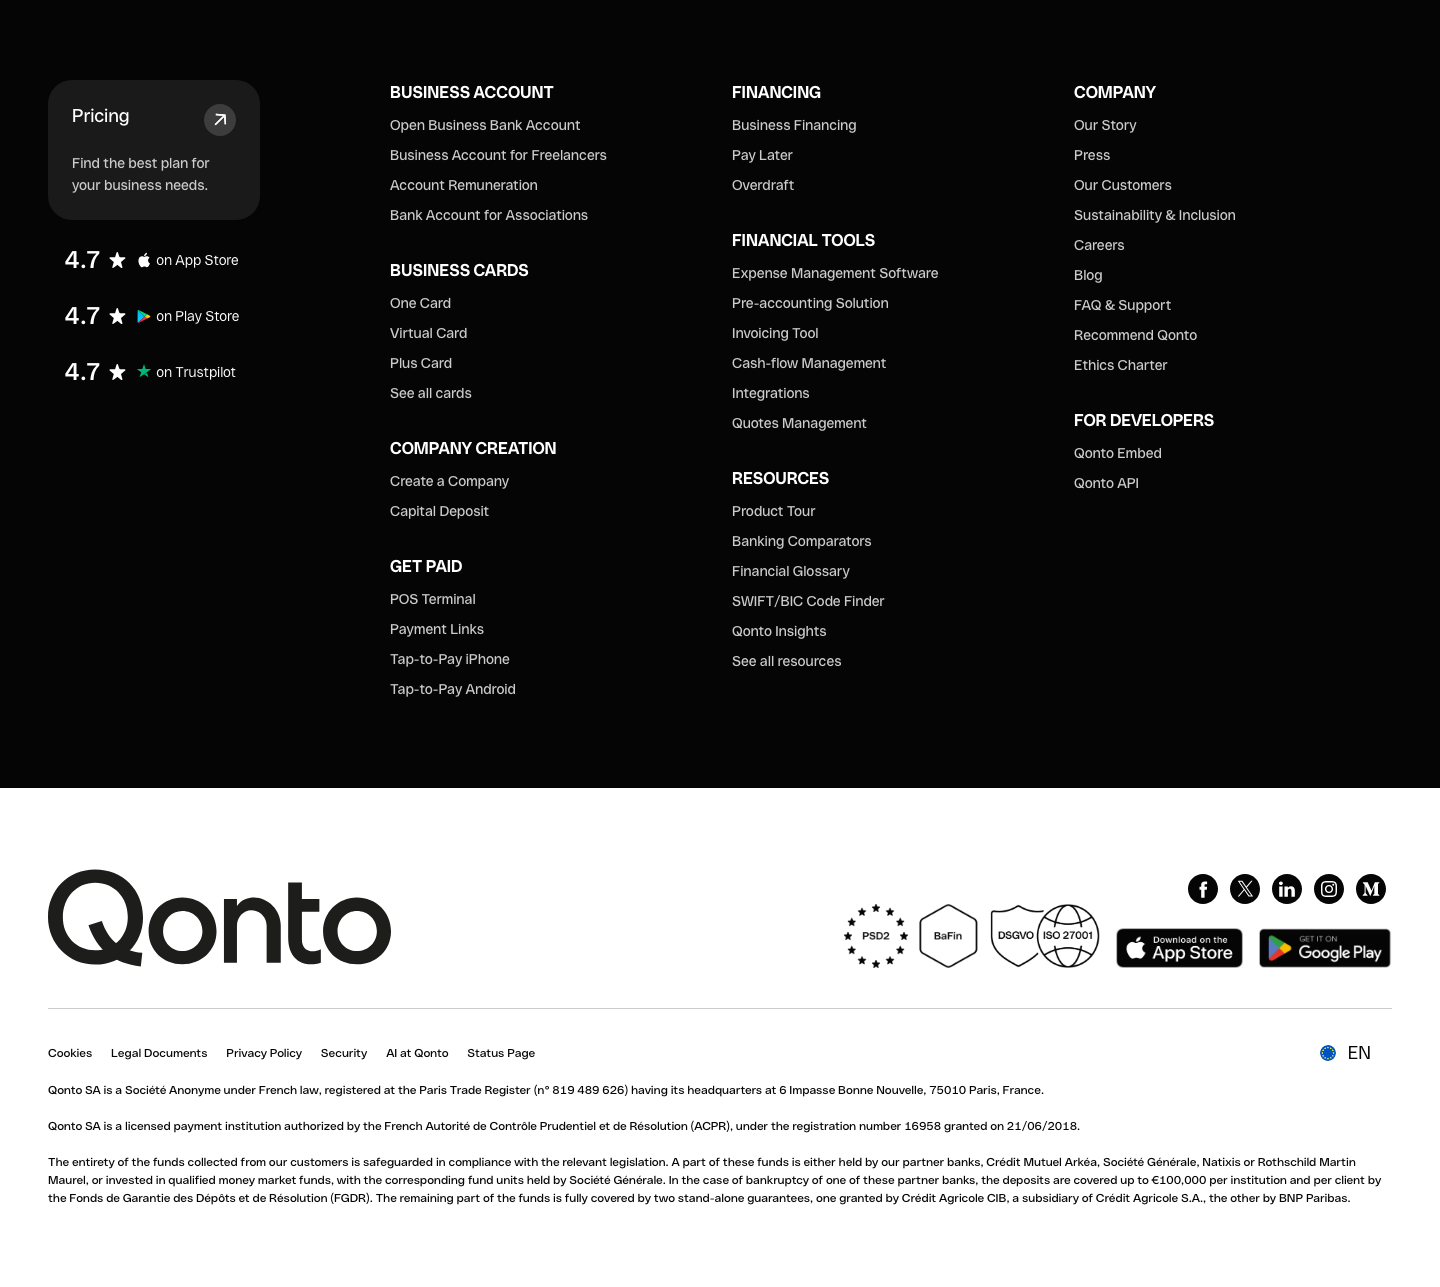 Pricing
Find the best plan for
your business needs.
4.7 on App Store
4.7 on Play Store
4.7 on Trustpilot
BUSINESS ACCOUNT
Open Business Bank Account
Business Account for Freelancers
Account Remuneration
Bank Account for Associations
BUSINESS CARDS
One Card
Virtual Card
Plus Card
See all cards
COMPANY CREATION
Create a Company
Capital Deposit
GET PAID
POS Terminal
Payment Links
Tap-to-Pay iPhone
Tap-to-Pay Android
FINANCING
Business Financing
Pay Later
Overdraft
FINANCIAL TOOLS
Expense Management Software
Pre-accounting Solution
Invoicing Tool
Cash-flow Management
Integrations
Quotes Management
RESOURCES
Product Tour
Banking Comparators
Financial Glossary
SWIFT/BIC Code Finder
Qonto Insights
See all resources
COMPANY
Our Story
Press
Our Customers
Sustainability & Inclusion
Careers
Blog
FAQ & Support
Recommend Qonto
Ethics Charter
FOR DEVELOPERS
Qonto Embed
Qonto API
Qonto
PSD2
BaFin
DSGVO
ISO 27001
Download on the
App Store
GET IT ON
Google Play
Cookies Legal Documents Privacy Policy Security AI at Qonto Status Page
EN
Qonto SA is a Société Anonyme under French law, registered at the Paris Trade Register (n° 819 489 626) having its headquarters at 6 Impasse Bonne Nouvelle, 75010 Paris, France.
Qonto SA is a licensed payment institution authorized by the French Autorité de Contrôle Prudentiel et de Résolution (ACPR), under the registration number 16958 granted on 21/06/2018.
The entirety of the funds collected from our customers is safeguarded in compliance with the relevant legislation. A part of these funds is either held by our partner banks, Crédit Mutuel Arkéa, Société Générale, Natixis or Rothschild Martin
Maurel, or invested in qualified money market funds, with the corresponding fund units held by Société Générale. In the case of bankruptcy of one of these partner banks, the deposits are covered up to €100,000 per institution and per client by
the Fonds de Garantie des Dépôts et de Résolution (FGDR). The remaining part of the funds is fully covered by two stand-alone guarantees, one granted by Crédit Agricole CIB, a subsidiary of Crédit Agricole S.A., the other by BNP Paribas.